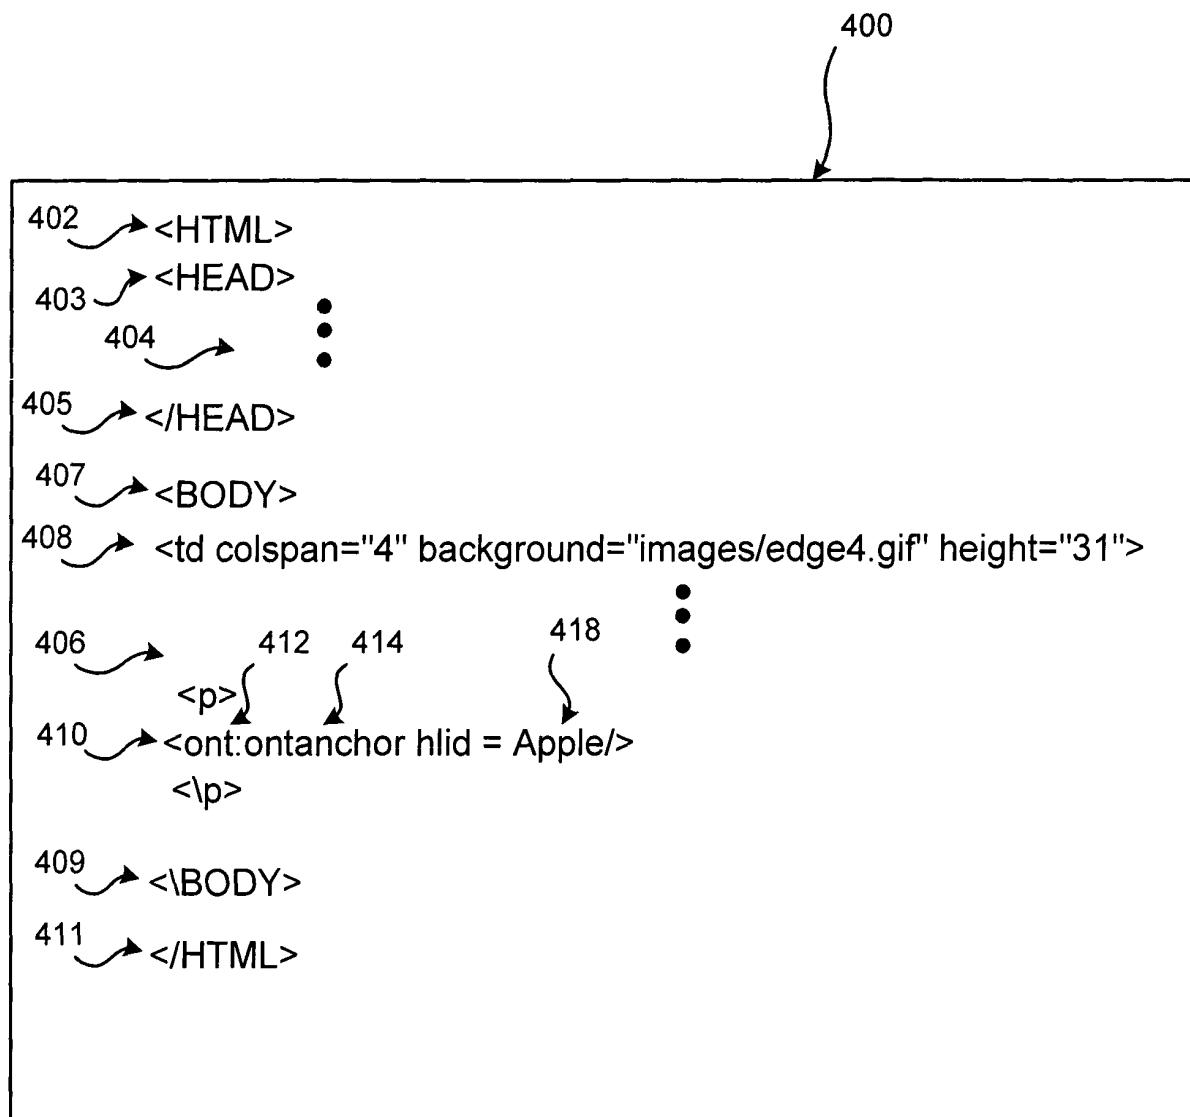 400
402 <HTML>
403 <HEAD>
404
405 </HEAD>
407 <BODY>
408 <td colspan="4" background="images/edge4.gif" height="31">
406 412 414 418
<p>
410 <ont:ontanchor hlid = Apple/>
<\p>
409 <\BODY>
411 </HTML>